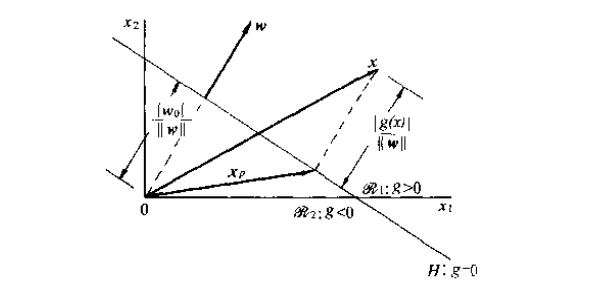 x₂
w
x
|w₀|
‖w‖
|g(x)|
‖w‖
xₚ
ℛ₁: g>0
0
ℛ₂: g<0
x₁
H: g=0